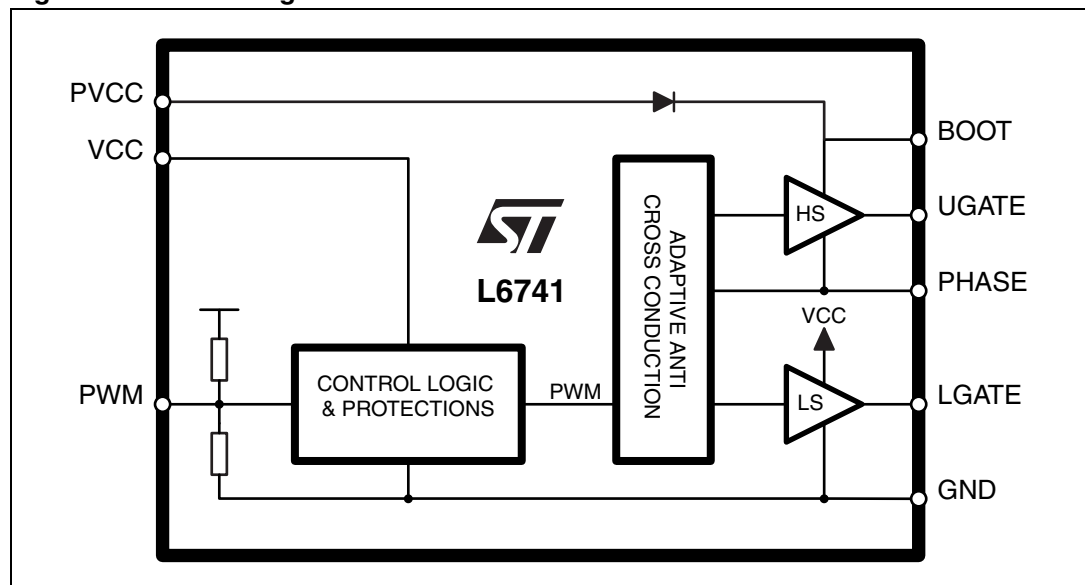 PVCC
VCC
PWM
ST
L6741
CONTROL LOGIC
& PROTECTIONS
PWM
ADAPTIVE ANTI
CROSS CONDUCTION
HS
VCC
LS
BOOT
UGATE
PHASE
LGATE
GND